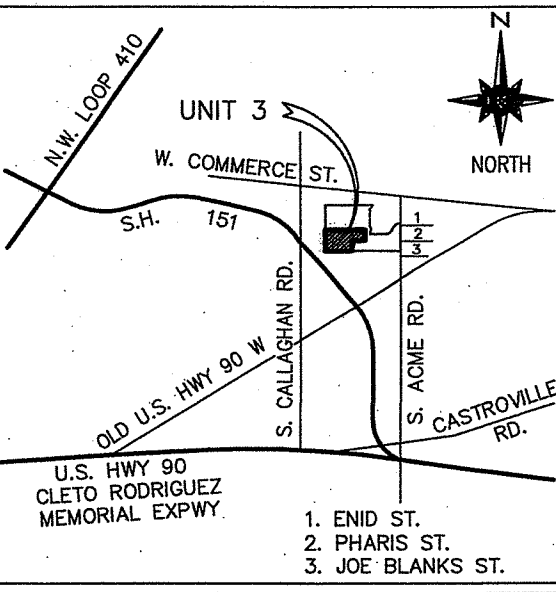 N
N.W. LOOP 410
UNIT 3
W. COMMERCE ST.
NORTH
S.H. 151
1
2
3
S. CALLAGHAN RD.
S. ACME RD.
OLD U.S. HWY 90 W
CASTROVILLE
RD.
U.S. HWY 90
CLETO RODRIGUEZ
MEMORIAL EXPWY
1. ENID ST.
2. PHARIS ST.
3. JOE BLANKS ST.